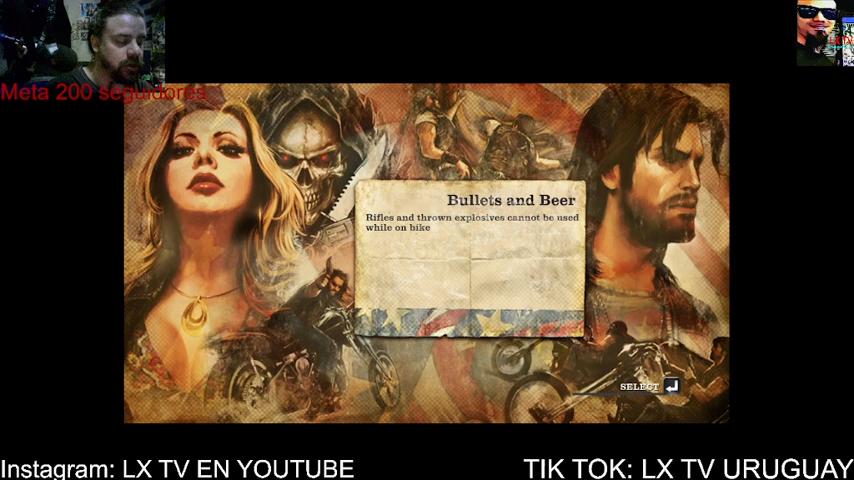 Meta 200 seguidores
Bullets and Beer
Rifles and thrown explosives cannot be used
while on bike
SELECT
Instagram: LX TV EN YOUTUBE
TIK TOK: LX TV URUGUAY